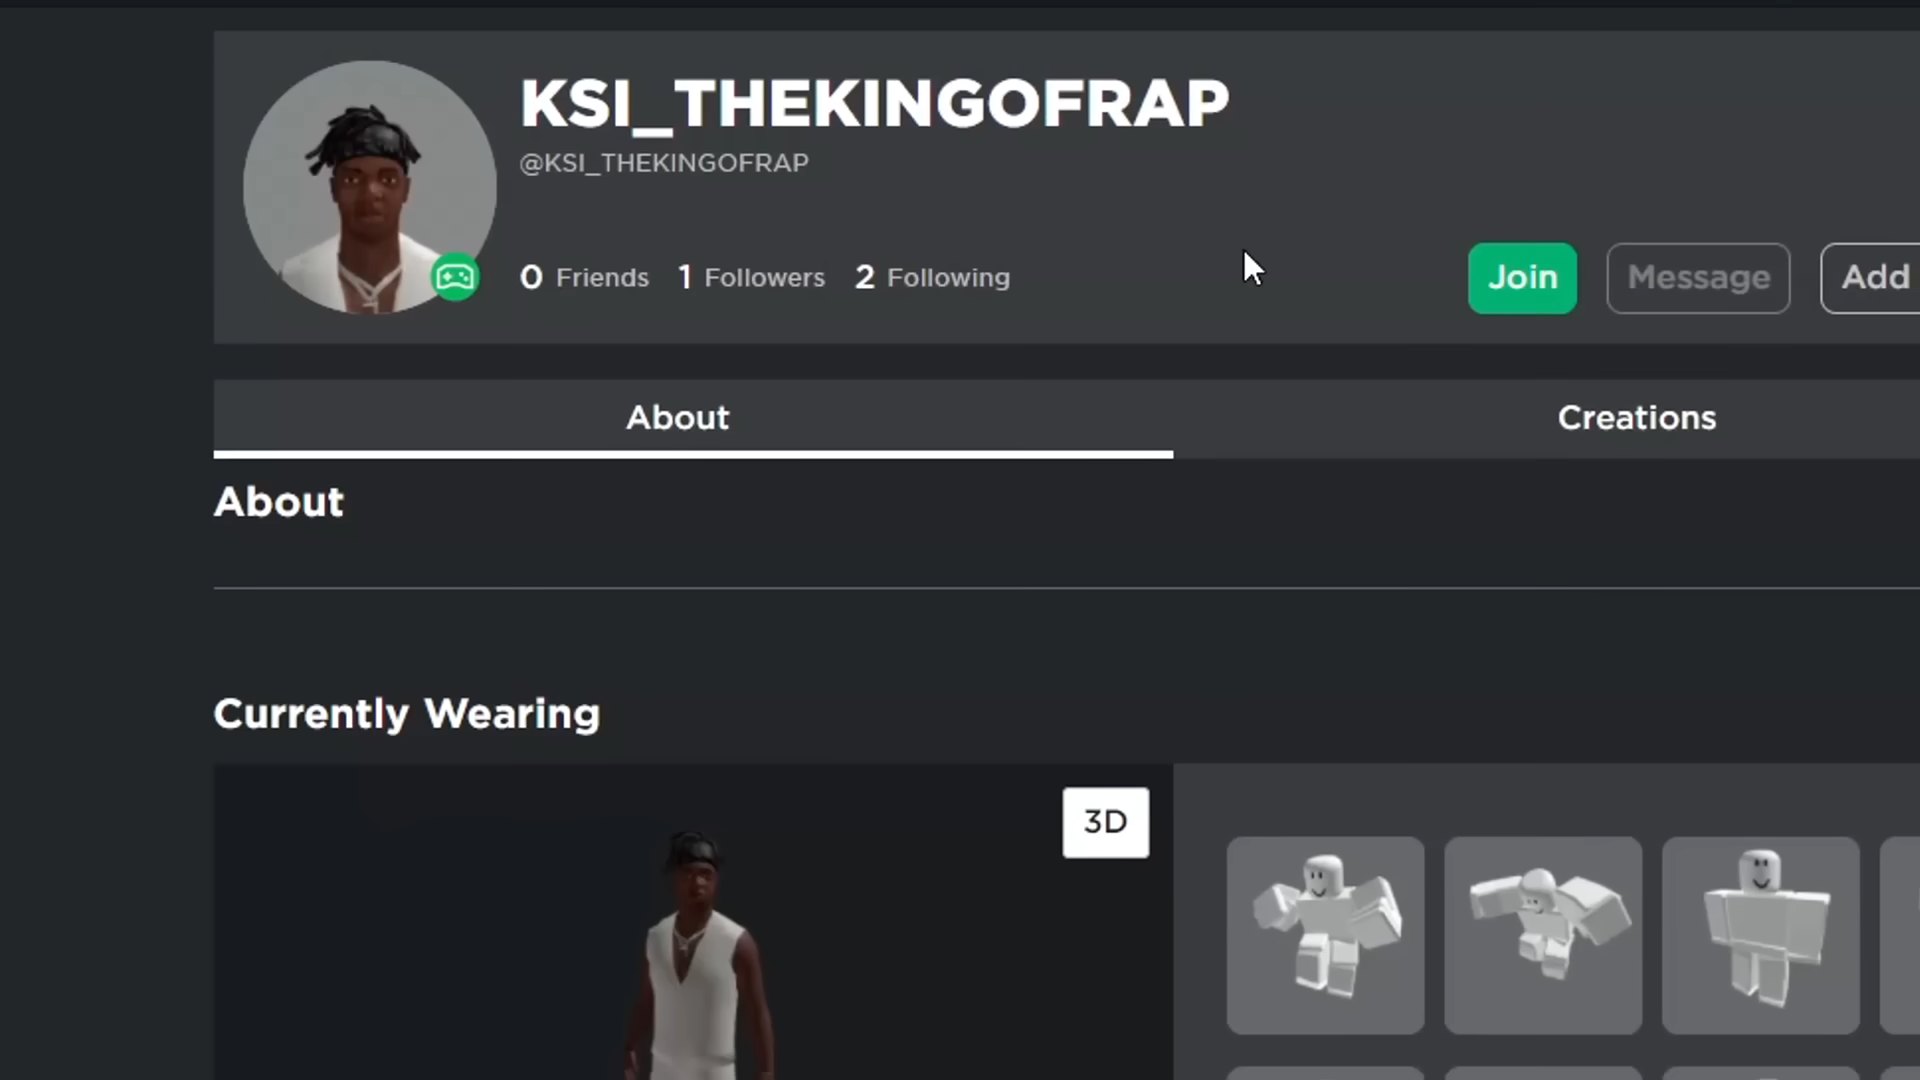 KSI_THEKINGOFRAP
@KSI_THEKINGOFRAP
0 Friends 1 Followers 2 Following
Join Message Add
About Creations
About
Currently Wearing
3D